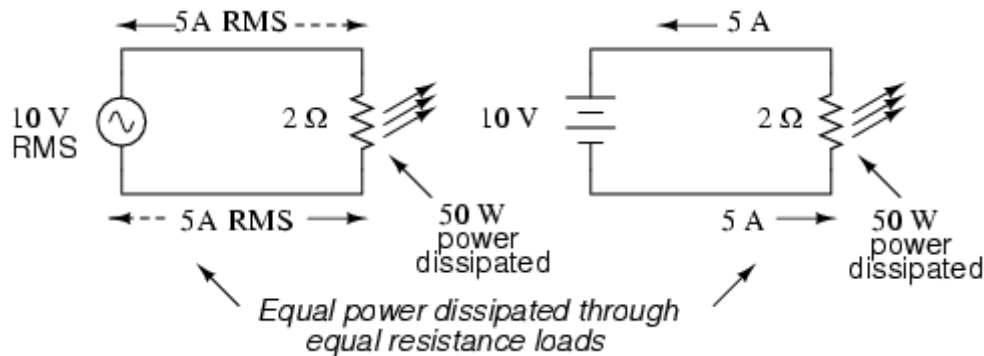 5A RMS
10 V
RMS
2 Ω
5A RMS
50 W
power
dissipated
5 A
10 V
2 Ω
5 A
50 W
power
dissipated
Equal power dissipated through
equal resistance loads